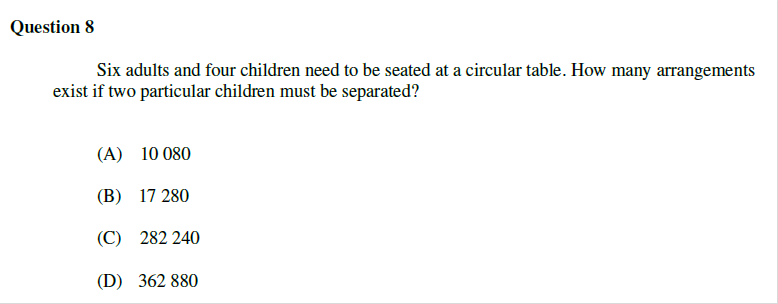 Question 8
Six adults and four children need to be seated at a circular table. How many arrangements
exist if two particular children must be separated?
(A) 10 080
(B) 17 280
(C) 282 240
(D) 362 880